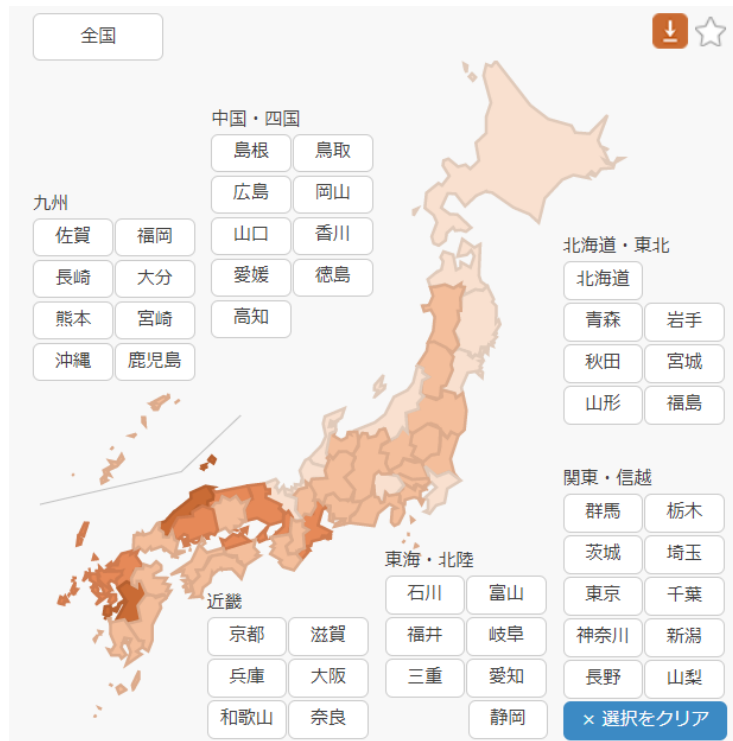 全国
中国・四国
島根 鳥取
広島 岡山
山口 香川
愛媛 徳島
高知
九州
佐賀 福岡
長崎 大分
熊本 宮崎
沖縄 鹿児島
北海道・東北
北海道
青森 岩手
秋田 宮城
山形 福島
関東・信越
群馬 栃木
茨城 埼玉
東京 千葉
神奈川 新潟
長野 山梨
× 選択をクリア
東海・北陸
石川 富山
福井 岐阜
三重 愛知
静岡
近畿
京都 滋賀
兵庫 大阪
和歌山 奈良